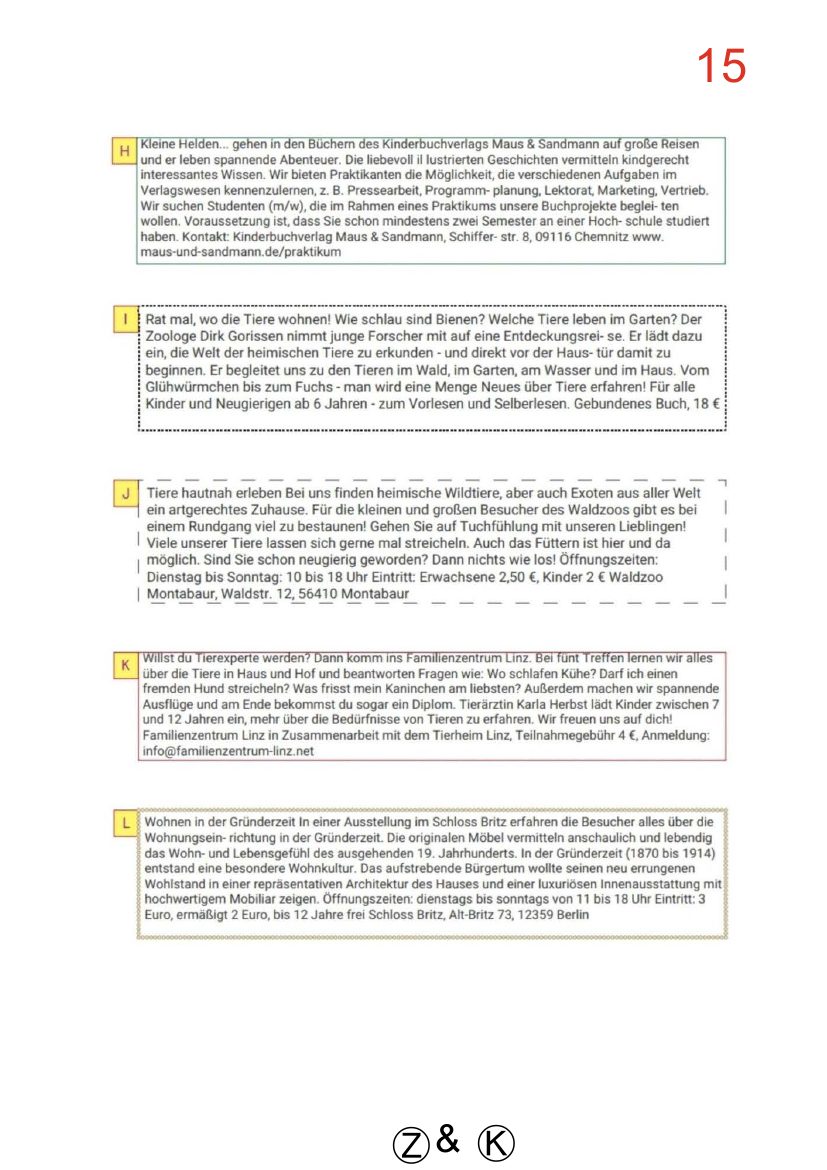 15
H
Kleine Helden... gehen in den Büchern des Kinderbuchverlags Maus & Sandmann auf große Reisen
und er leben spannende Abenteuer. Die liebevoll il lustrierten Geschichten vermitteln kindgerecht
interessantes Wissen. Wir bieten Praktikanten die Möglichkeit, die verschiedenen Aufgaben im
Verlagswesen kennenzulernen, z. B. Pressearbeit, Programm- planung, Lektorat, Marketing, Vertrieb.
Wir suchen Studenten (m/w), die im Rahmen eines Praktikums unsere Buchprojekte beglei- ten
wollen. Voraussetzung ist, dass Sie schon mindestens zwei Semester an einer Hoch- schule studiert
haben. Kontakt: Kinderbuchverlag Maus & Sandmann, Schiffer- str. 8, 09116 Chemnitz www.
maus-und-sandmann.de/praktikum
I
Rat mal, wo die Tiere wohnen! Wie schlau sind Bienen? Welche Tiere leben im Garten? Der
Zoologe Dirk Gorissen nimmt junge Forscher mit auf eine Entdeckungsrei- se. Er lädt dazu
ein, die Welt der heimischen Tiere zu erkunden - und direkt vor der Haus- tür damit zu
beginnen. Er begleitet uns zu den Tieren im Wald, im Garten, am Wasser und im Haus. Vom
Glühwürmchen bis zum Fuchs - man wird eine Menge Neues über Tiere erfahren! Für alle
Kinder und Neugierigen ab 6 Jahren - zum Vorlesen und Selberlesen. Gebundenes Buch, 18 €
J
Tiere hautnah erleben Bei uns finden heimische Wildtiere, aber auch Exoten aus aller Welt
ein artgerechtes Zuhause. Für die kleinen und großen Besucher des Waldzoos gibt es bei
einem Rundgang viel zu bestaunen! Gehen Sie auf Tuchfühlung mit unseren Lieblingen!
Viele unserer Tiere lassen sich gerne mal streicheln. Auch das Füttern ist hier und da
möglich. Sind Sie schon neugierig geworden? Dann nichts wie los! Öffnungszeiten:
Dienstag bis Sonntag: 10 bis 18 Uhr Eintritt: Erwachsene 2,50 €, Kinder 2 € Waldzoo
Montabaur, Waldstr. 12, 56410 Montabaur
K
Willst du Tierexperte werden? Dann komm ins Familienzentrum Linz. Bei fünt Treffen lernen wir alles
über die Tiere in Haus und Hof und beantworten Fragen wie: Wo schlafen Kühe? Darf ich einen
fremden Hund streicheln? Was frisst mein Kaninchen am liebsten? Außerdem machen wir spannende
Ausflüge und am Ende bekommst du sogar ein Diplom. Tierärztin Karla Herbst lädt Kinder zwischen 7
und 12 Jahren ein, mehr über die Bedürfnisse von Tieren zu erfahren. Wir freuen uns auf dich!
Familienzentrum Linz in Zusammenarbeit mit dem Tierheim Linz, Teilnahmegebühr 4 €, Anmeldung:
info@familienzentrum-linz.net
L
Wohnen in der Gründerzeit In einer Ausstellung im Schloss Britz erfahren die Besucher alles über die
Wohnungsein- richtung in der Gründerzeit. Die originalen Möbel vermitteln anschaulich und lebendig
das Wohn- und Lebensgefühl des ausgehenden 19. Jahrhunderts. In der Gründerzeit (1870 bis 1914)
entstand eine besondere Wohnkultur. Das aufstrebende Bürgertum wollte seinen neu errungenen
Wohlstand in einer repräsentativen Architektur des Hauses und einer luxuriösen Innenausstattung mit
hochwertigem Mobiliar zeigen. Öffnungszeiten: dienstags bis sonntags von 11 bis 18 Uhr Eintritt: 3
Euro, ermäßigt 2 Euro, bis 12 Jahre frei Schloss Britz, Alt-Britz 73, 12359 Berlin
Z & K